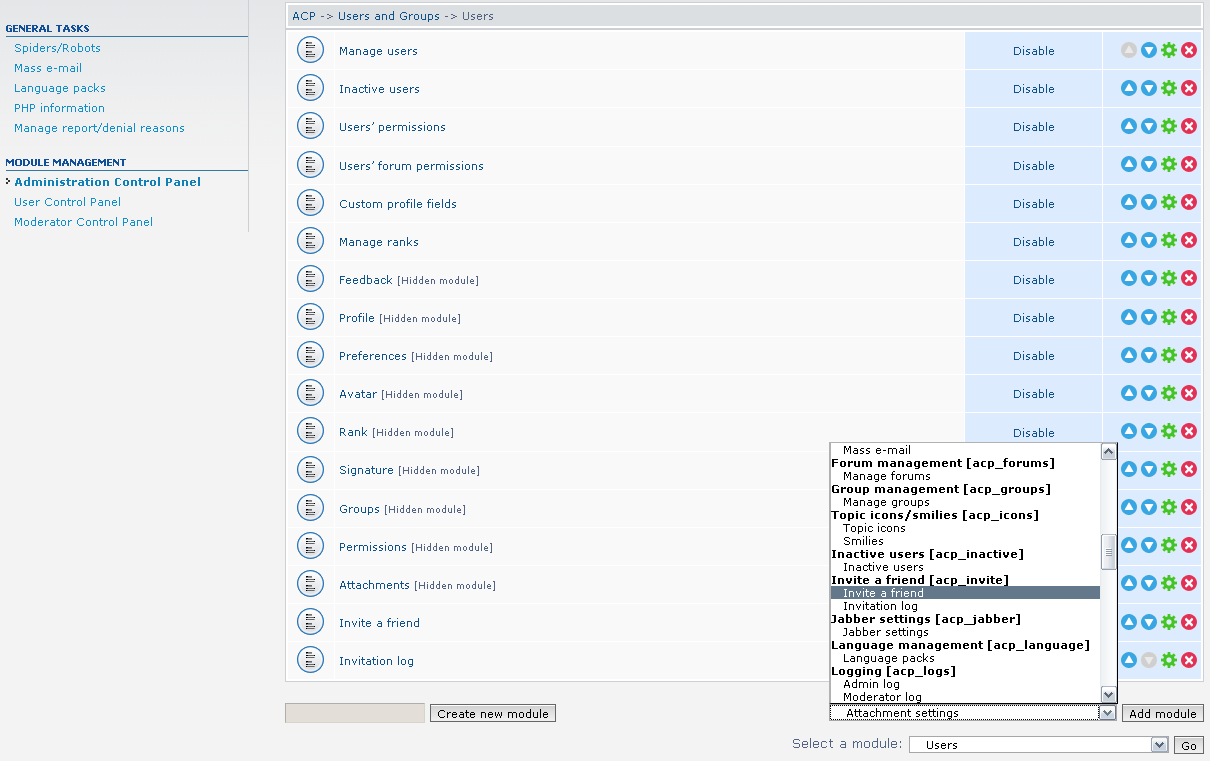 GENERAL TASKS
Spiders/Robots
Mass e-mail
Language packs
PHP information
Manage report/denial reasons
MODULE MANAGEMENT
Administration Control Panel
User Control Panel
Moderator Control Panel
ACP -> Users and Groups -> Users
Manage users Disable
Inactive users Disable
Users’ permissions Disable
Users’ forum permissions Disable
Custom profile fields Disable
Manage ranks Disable
Feedback [Hidden module] Disable
Profile [Hidden module] Disable
Preferences [Hidden module] Disable
Avatar [Hidden module] Disable
Rank [Hidden module] Disable
Signature [Hidden module]
Groups [Hidden module]
Permissions [Hidden module]
Attachments [Hidden module]
Invite a friend
Invitation log
Mass e-mail
Forum management [acp_forums]
Manage forums
Group management [acp_groups]
Manage groups
Topic icons/smilies [acp_icons]
Topic icons
Smilies
Inactive users [acp_inactive]
Inactive users
Invite a friend [acp_invite]
Invite a friend
Invitation log
Jabber settings [acp_jabber]
Jabber settings
Language management [acp_language]
Language packs
Logging [acp_logs]
Admin log
Moderator log
Create new module Attachment settings Add module
Select a module: Users Go